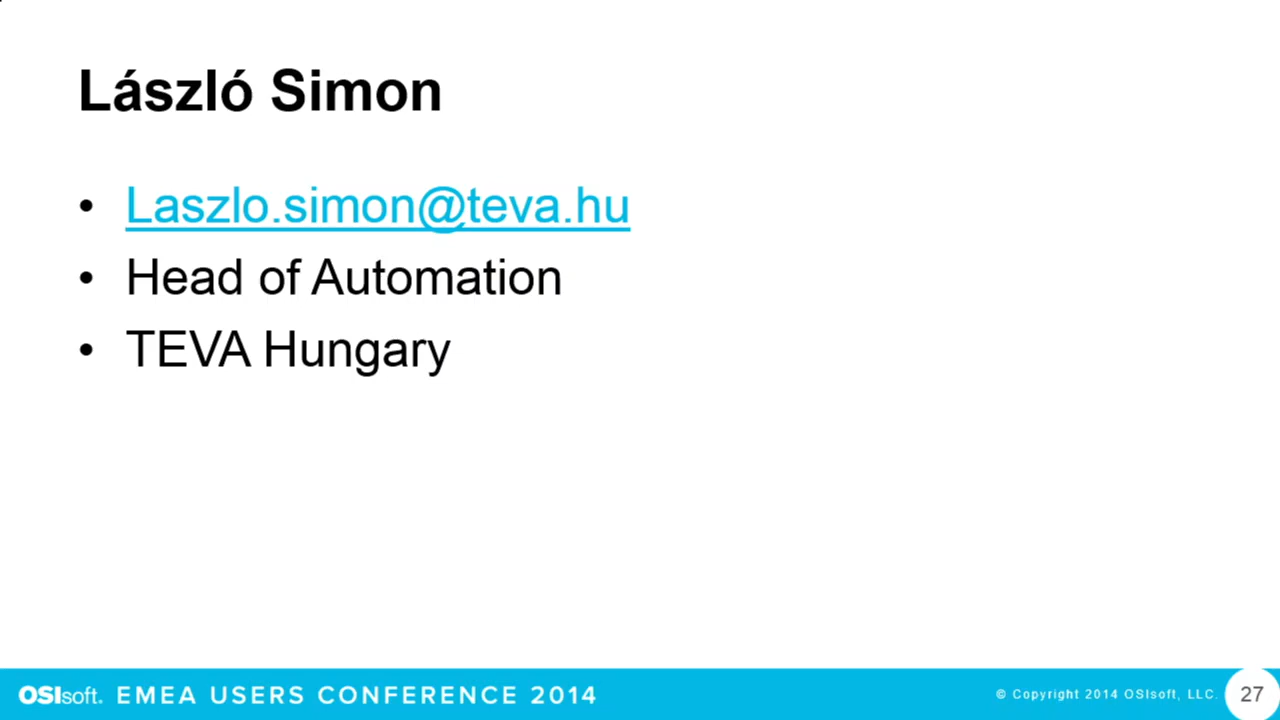 László Simon
• Laszlo.simon@teva.hu
• Head of Automation
• TEVA Hungary
OSIsoft. EMEA USERS CONFERENCE 2014
© Copyright 2014 OSIsoft, LLC.
27